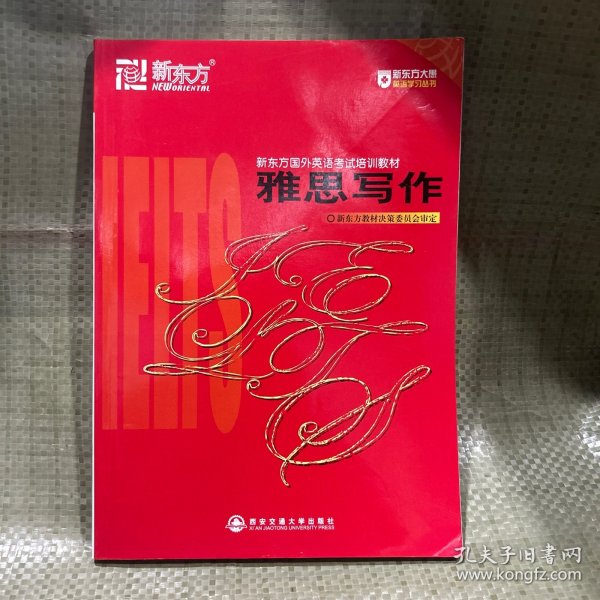 新东方®
NEW ORIENTAL
新东方大愚
英语学习丛书
新东方国外英语考试培训教材
雅思写作
新东方教材决策委员会审定
IELTS
IELTS
西安交通大学出版社
XI'AN JIAOTONG UNIVERSITY PRESS
孔夫子旧书网
www.kongfz.com